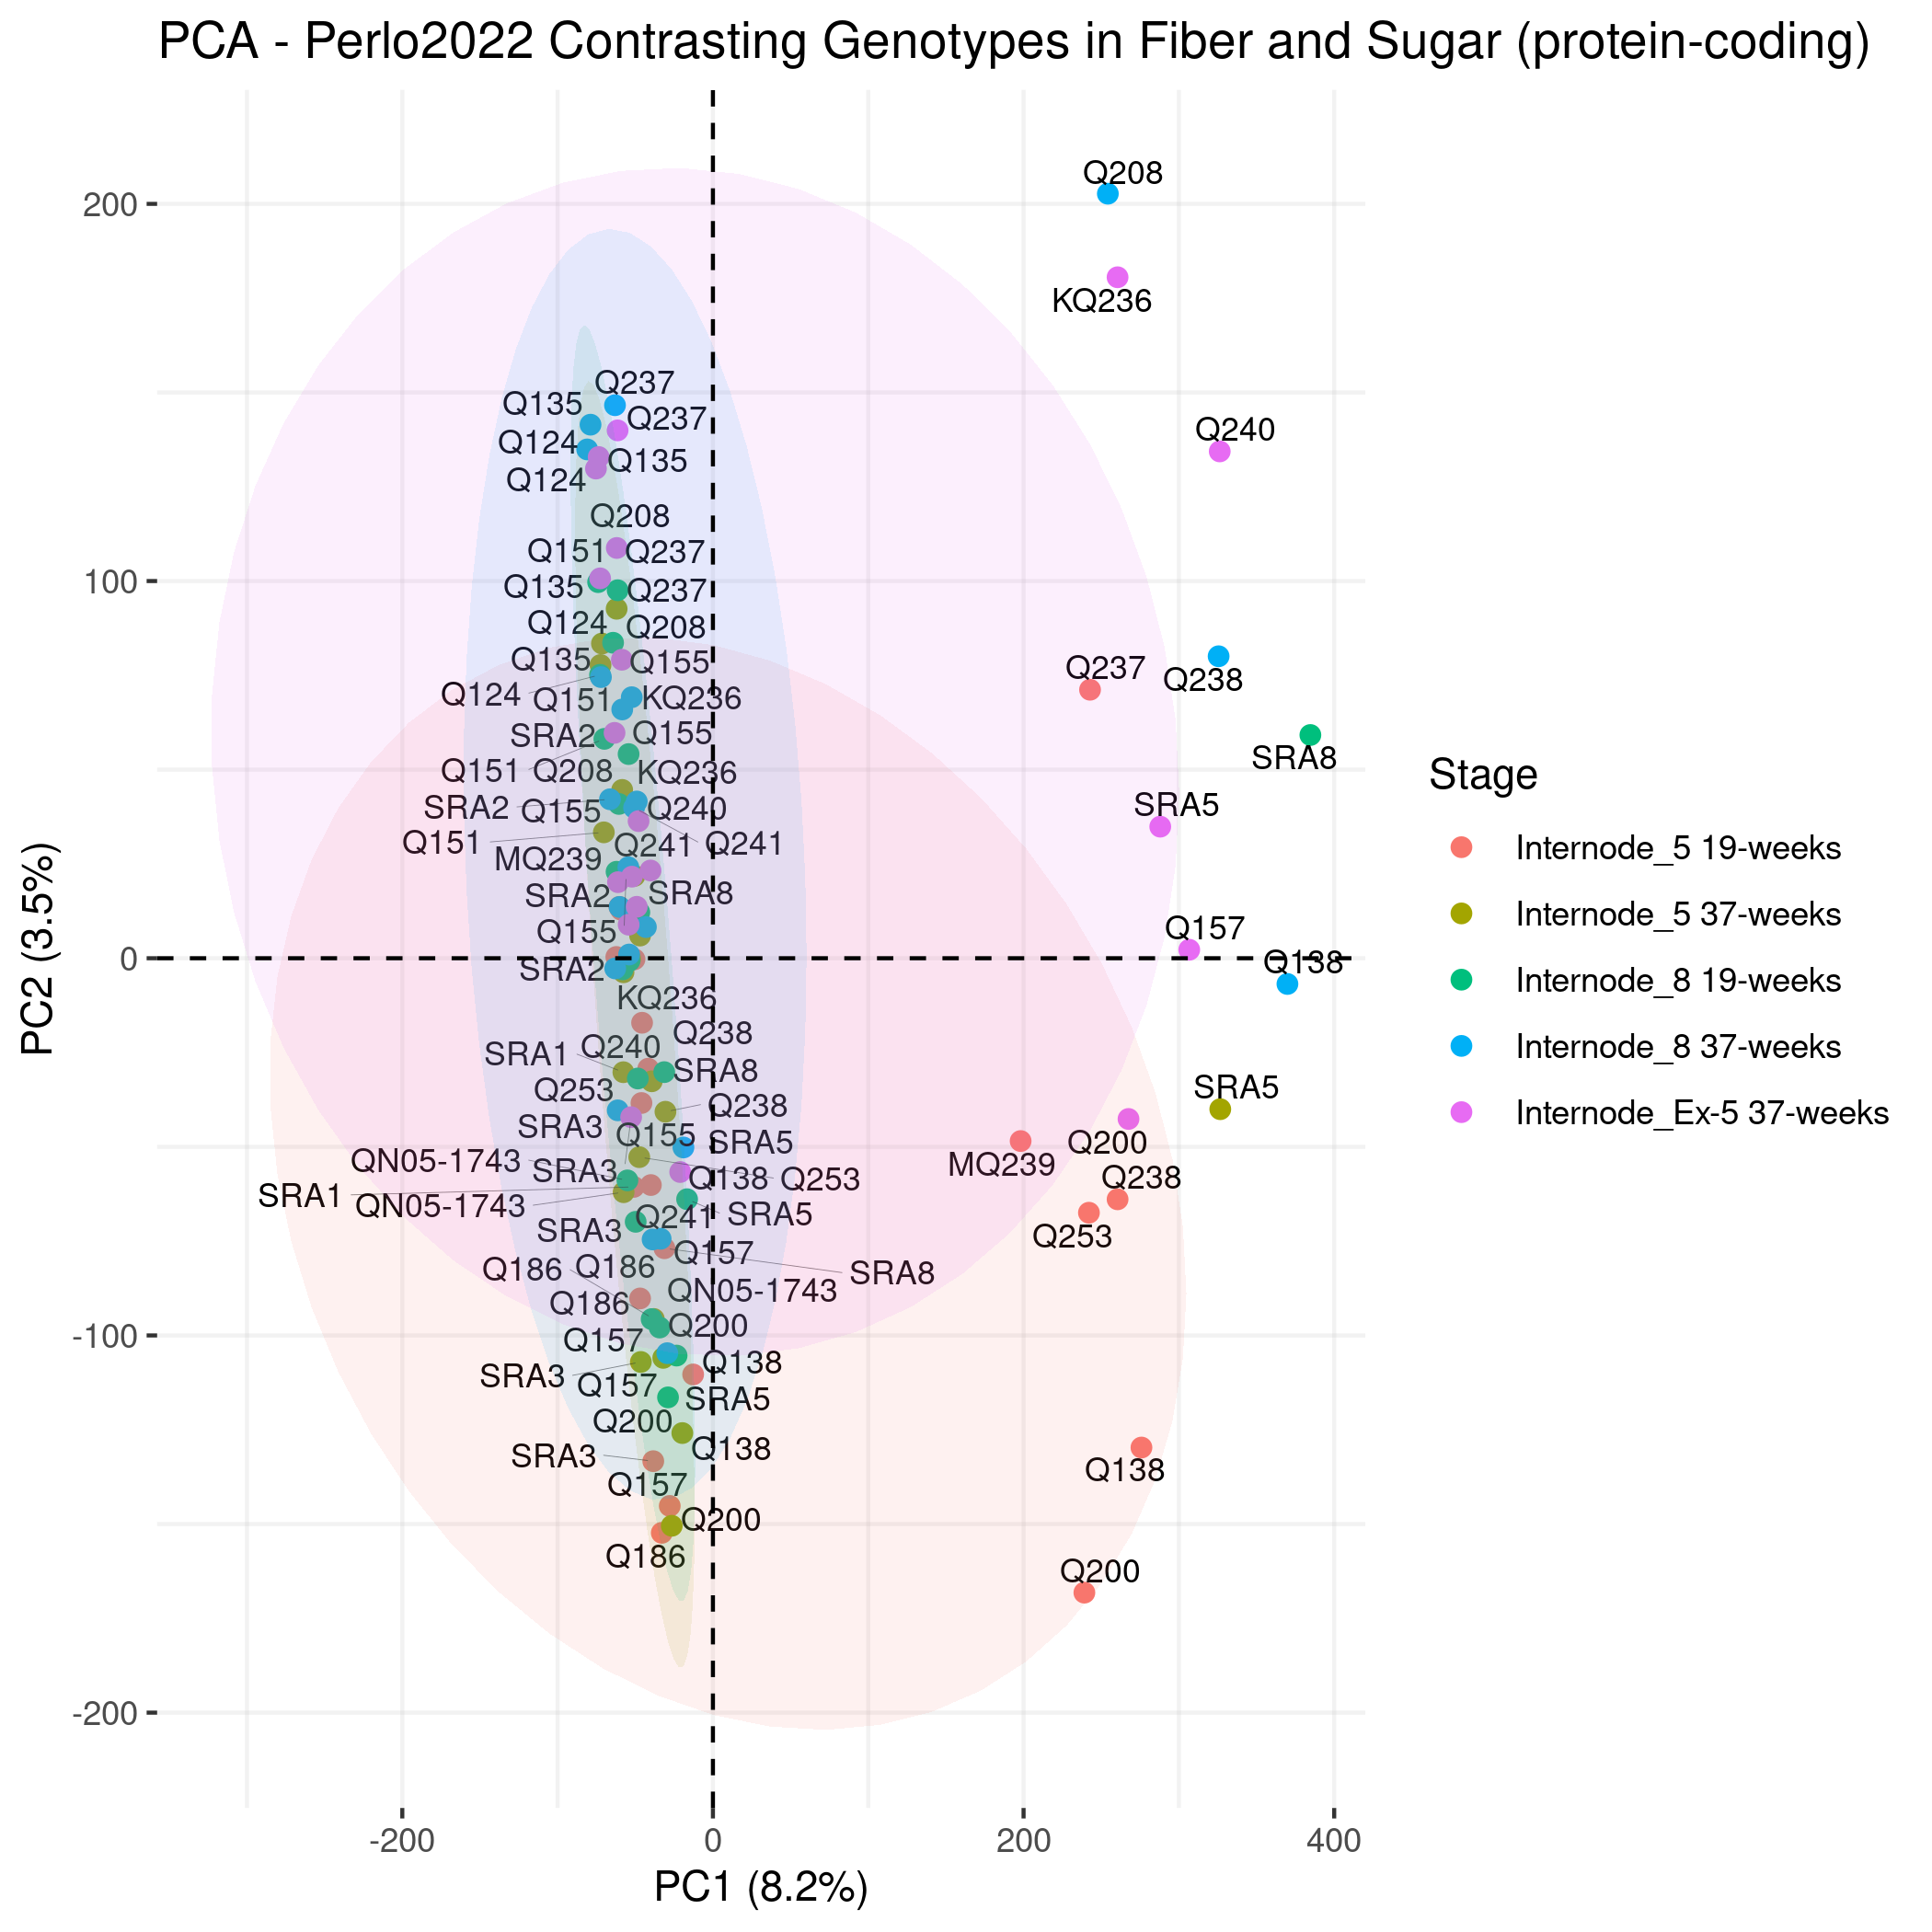 PCA - Perlo2022 Contrasting Genotypes in Fiber and Sugar (protein-coding)
Q208
200
KQ236
Q237
Q135
Q237
Q240
Q124
Q135
Q124
Q208
Q151
Q237
100
Q135
Q237
Q124
Q208
Q135
Q155
Q237
Q238
Q124
Q151
KQ236
SRA2
Q155
SRA8
Q151
Q208
KQ236
SRA2
Q155
Q240
SRA5
Q151
Q241
Q241
MQ239
SRA2
SRA8
Q155
Q157
0
SRA2
Q138
KQ236
Q238
SRA1
Q240
Q253
SRA8
SRA5
Q238
SRA3
Q155
SRA5
Q200
QN05-1743
SRA3
Q138
Q253
MQ239
Q238
SRA1
QN05-1743
Q241
SRA5
SRA3
Q253
Q157
Q186
Q186
SRA8
Q186
QN05-1743
-100
Q200
Q157
Q138
SRA3
Q157
SRA5
Q200
Q138
SRA3
Q138
Q157
Q200
Q186
Q200
-200
-200
0
200
400
PC1 (8.2%)
PC2 (3.5%)
Stage
Internode_5 19-weeks
Internode_5 37-weeks
Internode_8 19-weeks
Internode_8 37-weeks
Internode_Ex-5 37-weeks